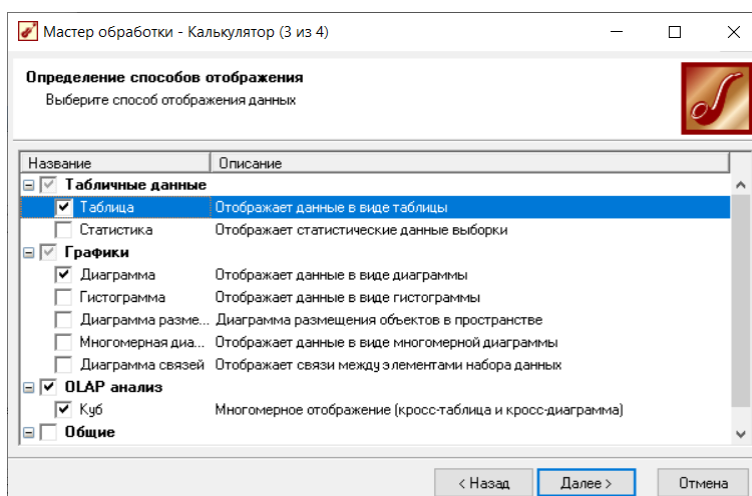 Мастер обработки - Калькулятор (3 из 4)
Определение способов отображения
Выберите способ отображения данных
Название Описание
Табличные данные
Таблица Отображает данные в виде таблицы
Статистика Отображает статистические данные выборки
Графики
Диаграмма Отображает данные в виде диаграммы
Гистограмма Отображает данные в виде гистограммы
Диаграмма разме... Диаграмма размещения объектов в пространстве
Многомерная диа... Отображает данные в виде многомерной диаграммы
Диаграмма связей Отображает связи между элементами набора данных
OLAP анализ
Куб Многомерное отображение (кросс-таблица и кросс-диаграмма)
Общие
< Назад Далее > Отмена